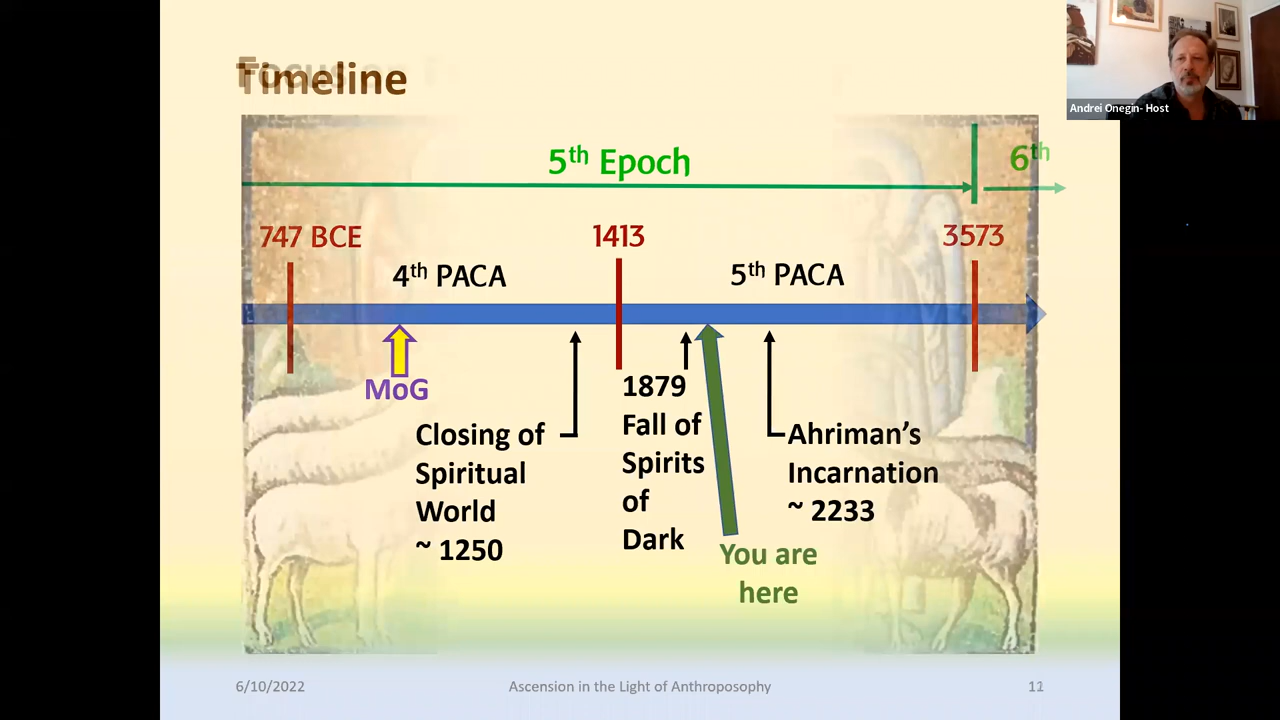 Timeline
Andrei Onegin- Host
5th Epoch
6th
747 BCE
1413
3573
4th PACA
5th PACA
MoG
Closing of
Spiritual
World
~ 1250
1879
Fall of
Spirits
of
Dark
Ahriman’s
Incarnation
~ 2233
You are
here
6/10/2022
Ascension in the Light of Anthroposophy
11